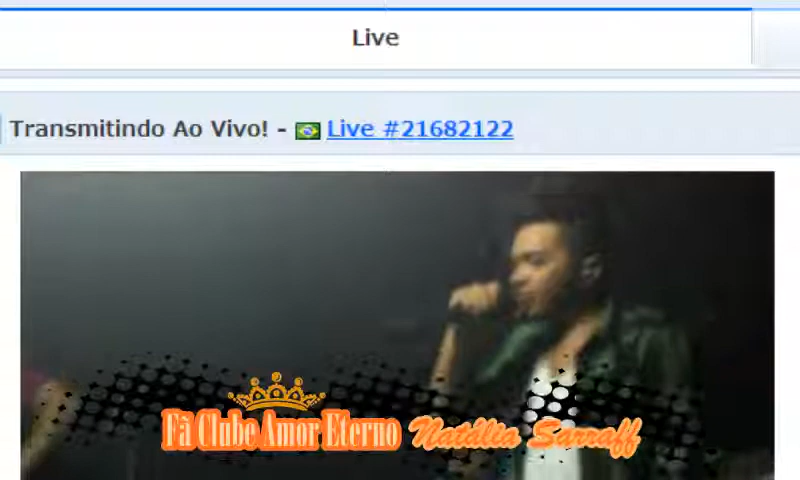 Live
Transmitindo Ao Vivo! - Live #21682122
Fã Clube Amor Eterno Natália Sarraff